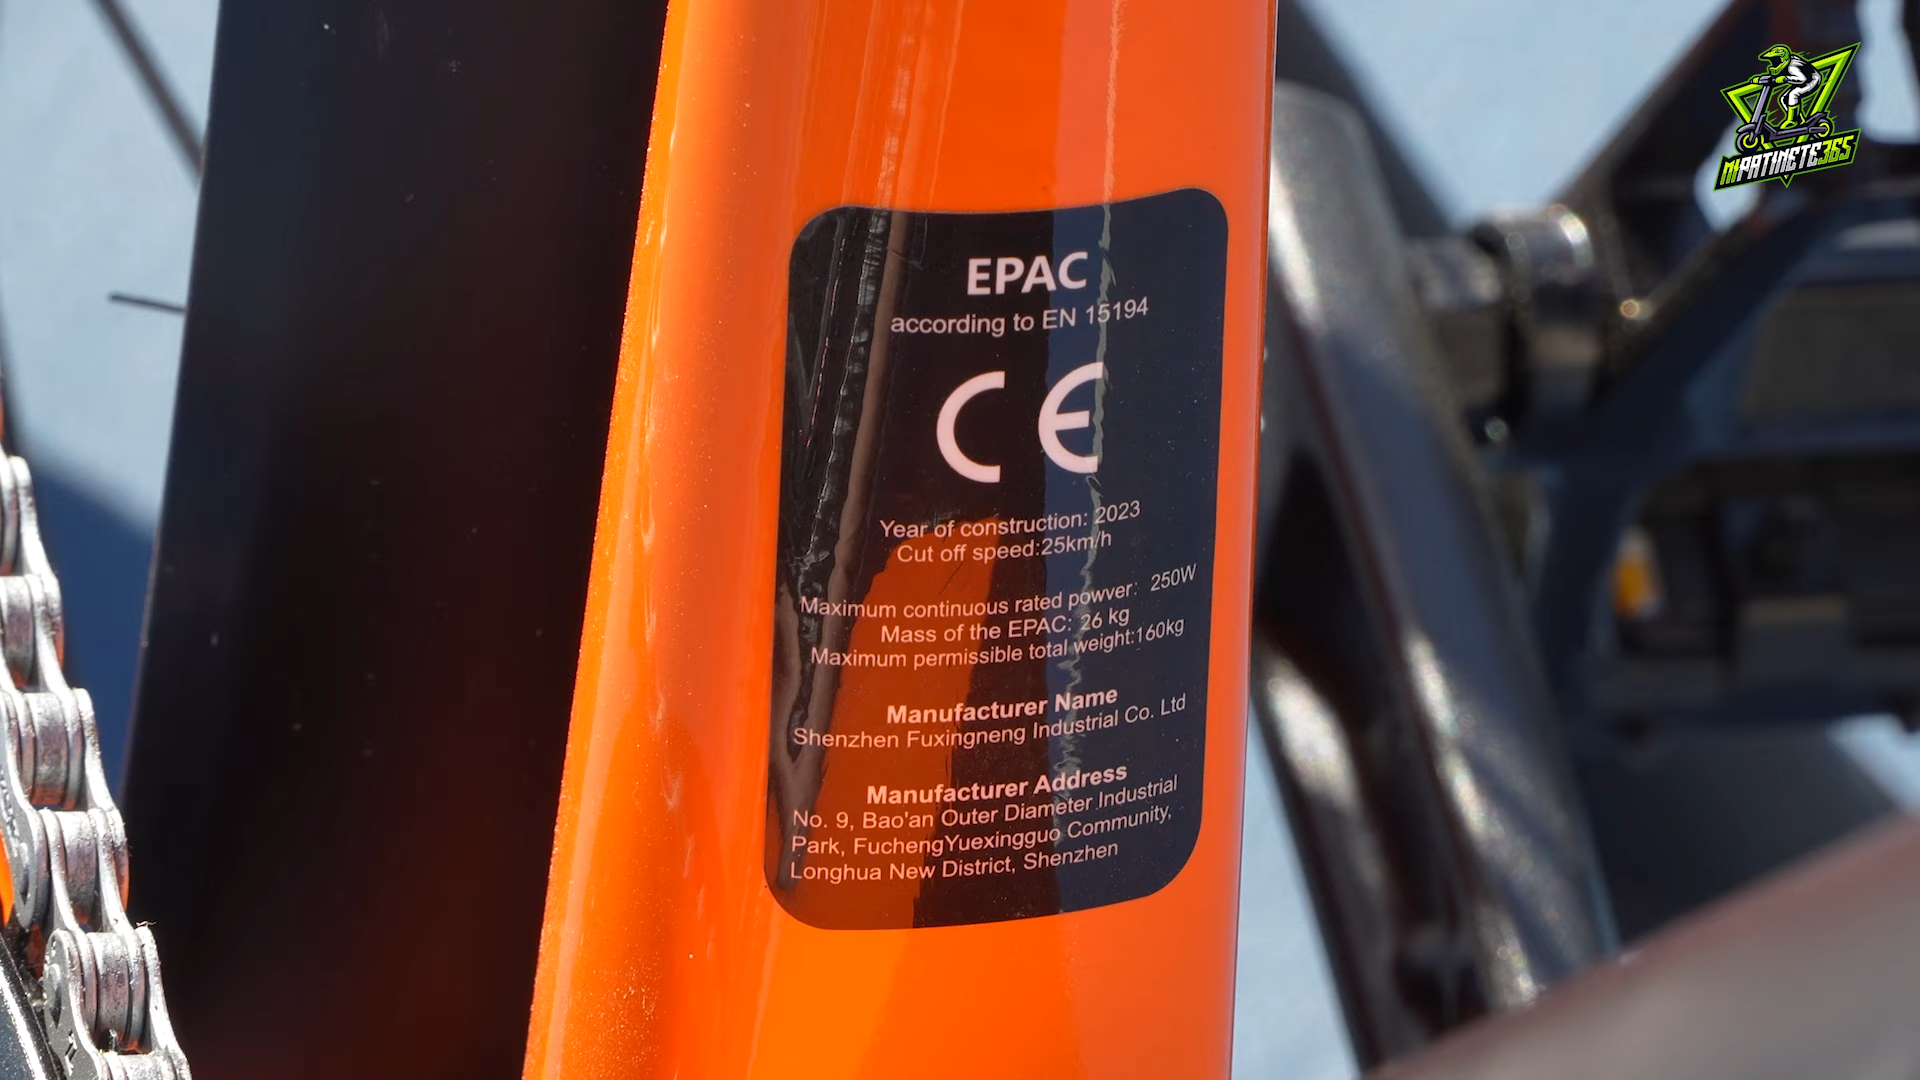 MIPATINETE365
EPAC
according to EN 15194
CE
Year of construction: 2023
Cut off speed:25km/h
Maximum continuous rated powver: 250W
Mass of the EPAC: 26 kg
Maximum permissible total weight:160kg
Manufacturer Name
Shenzhen Fuxingneng Industrial Co. Ltd
Manufacturer Address
No. 9, Bao'an Outer Diameter Industrial
Park, FuchengYuexingguo Community,
Longhua New District, Shenzhen